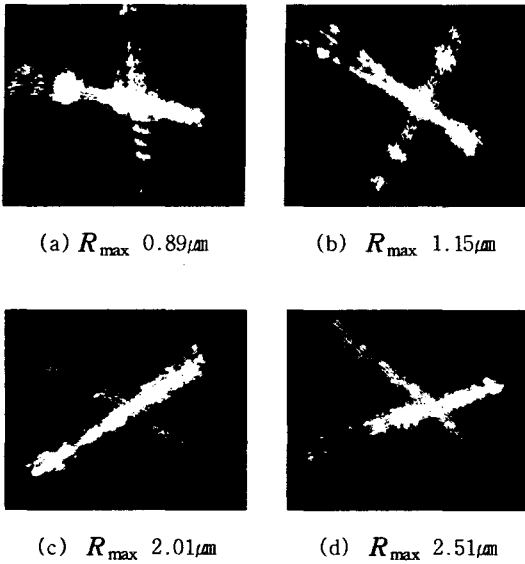 (a) Rmax 0.89μm
(b) Rmax 1.15μm
(c) Rmax 2.01μm
(d) Rmax 2.51μm